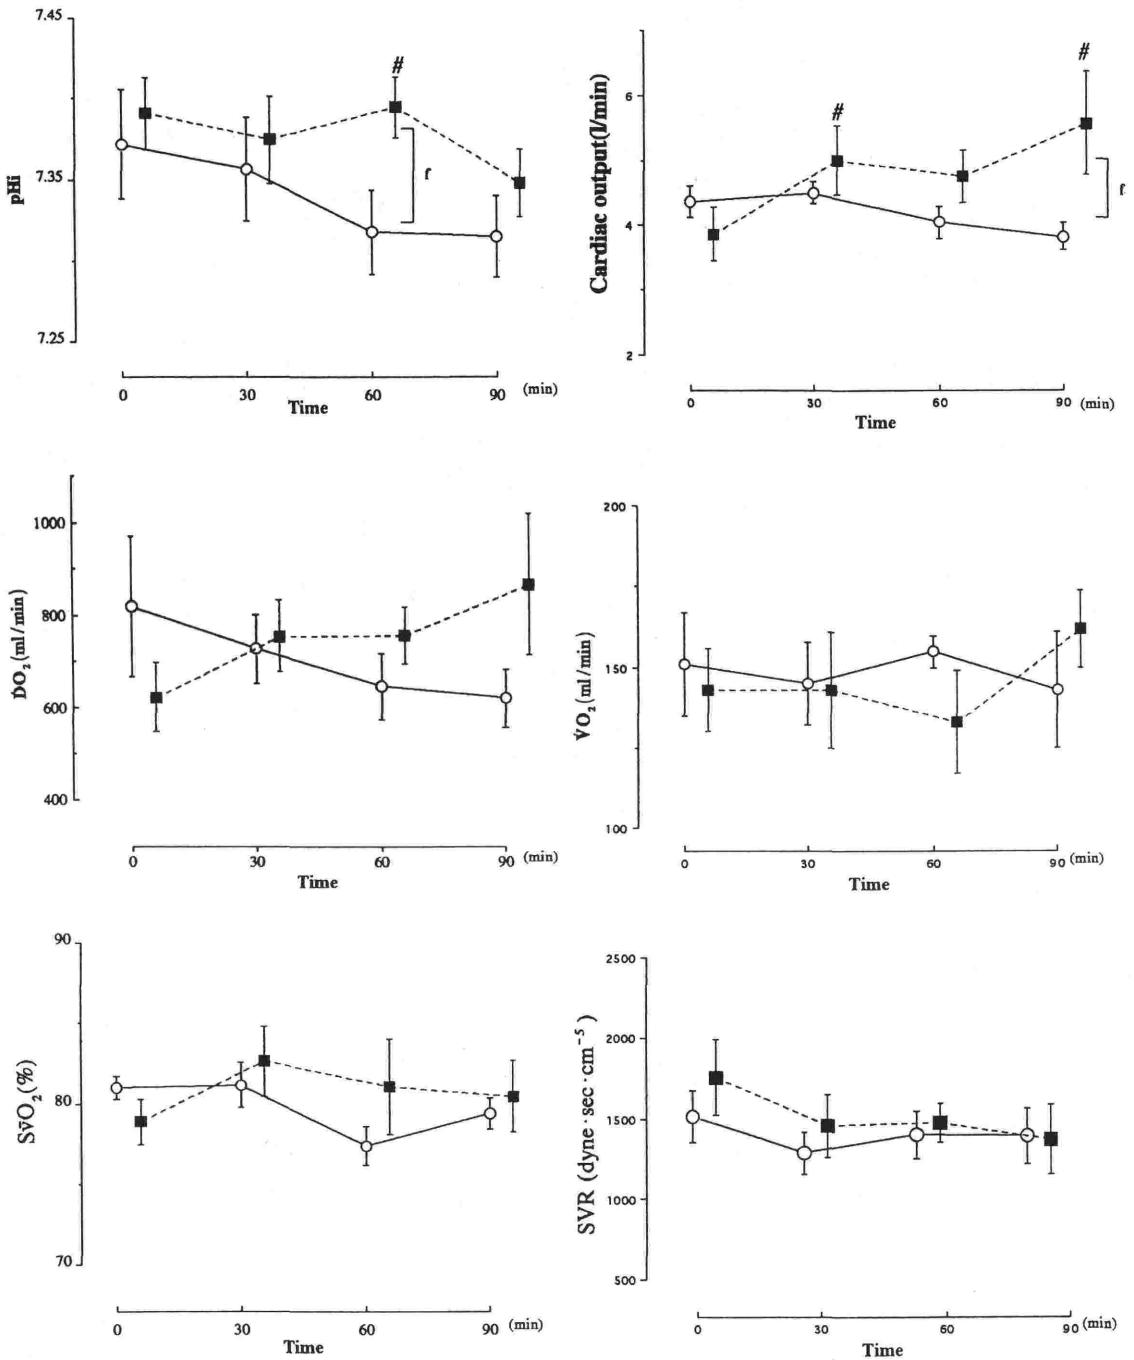 7.45
7.35
7.25
pHi
#
f
0 30 60 90 (min)
Time
6
4
2
Cardiac output(l/min)
#
#
f
0 30 60 90 (min)
Time
1000
800
600
400
DO₂(ml/min)
0 30 60 90 (min)
Time
200
150
100
V̇O₂(ml/min)
0 30 60 90 (min)
Time
90
80
70
Sv̄O₂(%)
0 30 60 90 (min)
Time
2500
2000
1500
1000
500
SVR (dyne·sec·cm⁻⁵)
0 30 60 90 (min)
Time